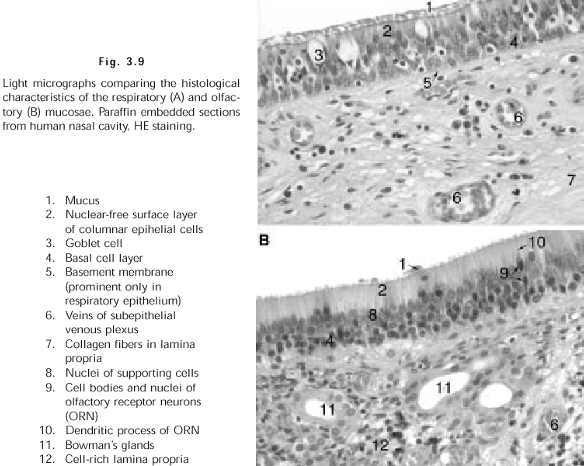 Fig. 3.9
Light micrographs comparing the histological
characteristics of the respiratory (A) and olfac-
tory (B) mucosae. Paraffin embedded sections
from human nasal cavity, HE staining.
1. Mucus
2. Nuclear-free surface layer
of columnar epihelial cells
3. Goblet cell
4. Basal cell layer
5. Basement membrane
(prominent only in
respiratory epithelium)
6. Veins of subepithelial
venous plexus
7. Collagen fibers in lamina
propria
8. Nuclei of supporting cells
9. Cell bodies and nuclei of
olfactory receptor neurons
(ORN)
10. Dendritic process of ORN
11. Bowman's glands
12. Cell-rich lamina propria
1
2
3
4
5
6
7
6
B
10
1
9
2
8
4
11
11
6
12